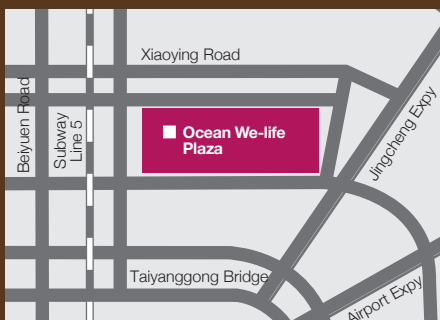 Xiaoying Road
Beiyuen Road
Subway
Line 5
Ocean We-life
Plaza
Jingcheng Expy
Taiyanggong Bridge
Airport Expy